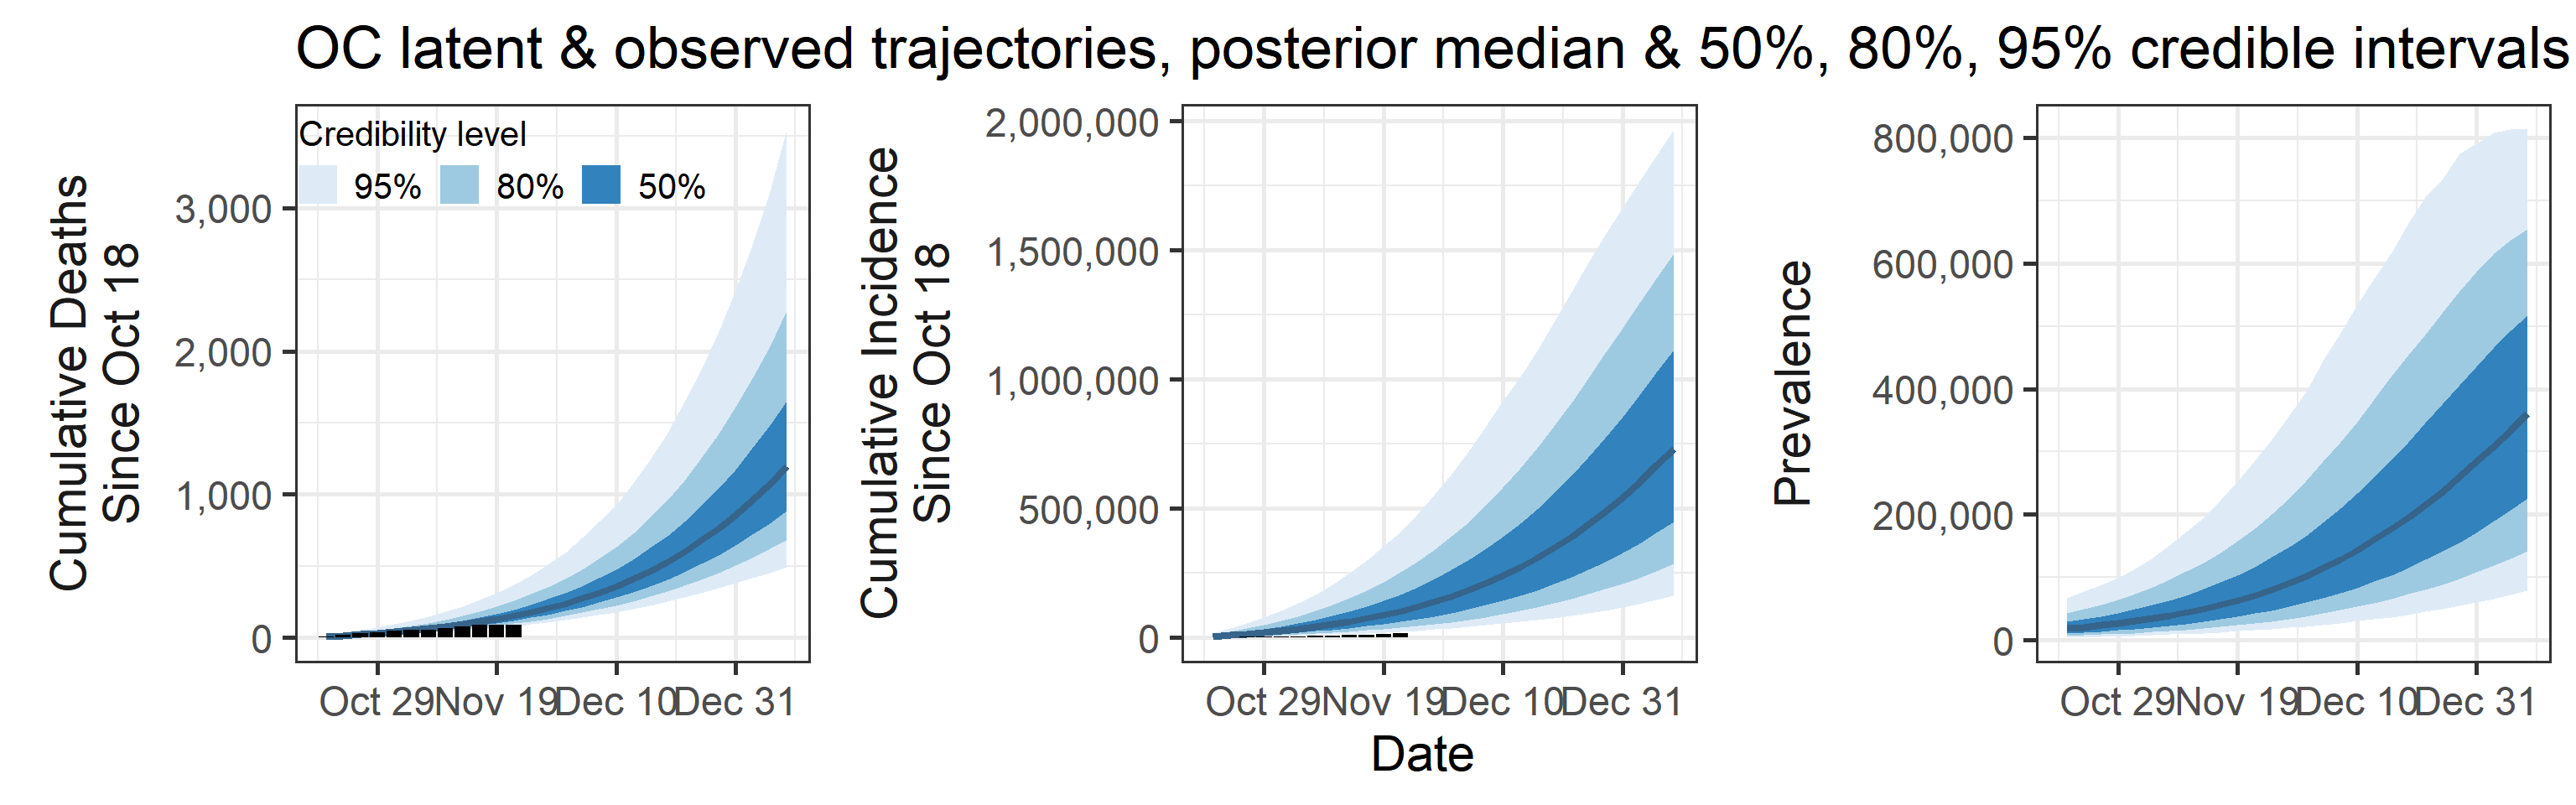 OC latent & observed trajectories, posterior median & 50%, 80%, 95% credible intervals
Cumulative Deaths
Since Oct 18
Credibility level
95% 80% 50%
3,000
2,000
1,000
0
Oct 29 Nov 19 Dec 10 Dec 31
Cumulative Incidence
Since Oct 18
2,000,000
1,500,000
1,000,000
500,000
0
Oct 29 Nov 19 Dec 10 Dec 31
Prevalence
800,000
600,000
400,000
200,000
0
Oct 29 Nov 19 Dec 10 Dec 31
Date